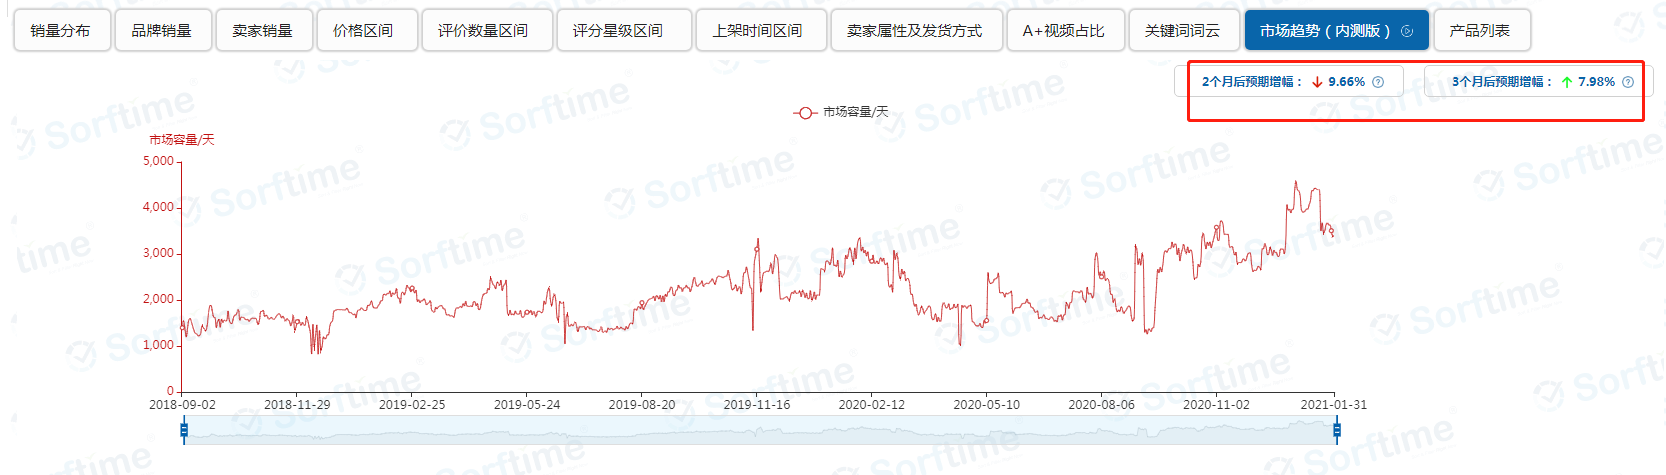 销量分布 品牌销量 卖家销量 价格区间 评价数量区间 评分星级区间 上架时间区间 卖家属性及发货方式 A+视频占比 关键词词云 市场趋势（内测版） 产品列表
2个月后预期增幅： ↓ 9.66% ? 3个月后预期增幅： ↑ 7.98% ?
市场容量/天
市场容量/天
5,000
4,000
3,000
2,000
1,000
0
2018-09-02 2018-11-29 2019-02-25 2019-05-24 2019-08-20 2019-11-16 2020-02-12 2020-05-10 2020-08-06 2020-11-02 2021-01-31
Sorftime